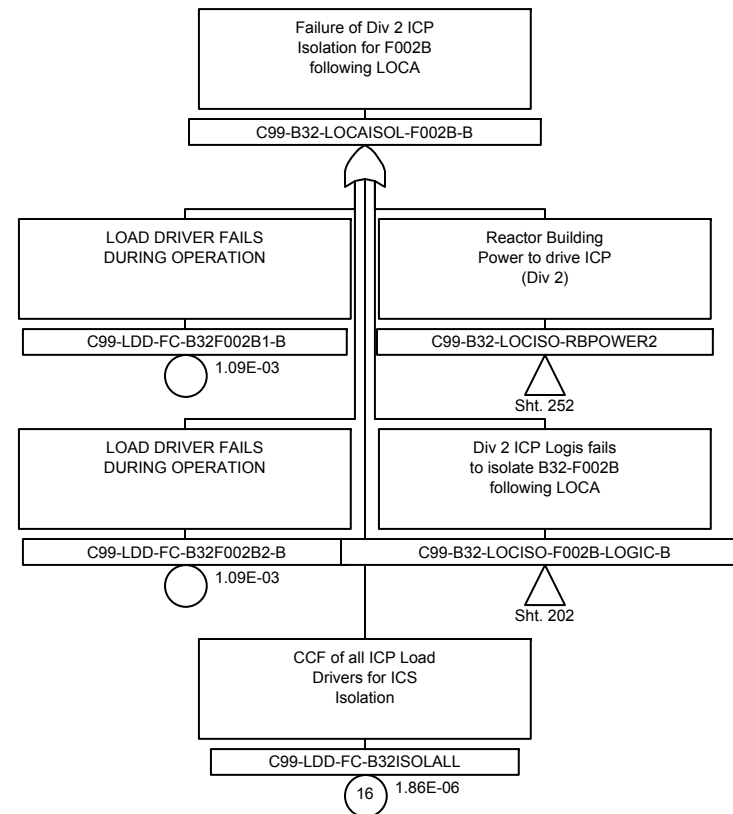 Failure of Div 2 ICP
Isolation for F002B
following LOCA
C99-B32-LOCAISOL-F002B-B
LOAD DRIVER FAILS
DURING OPERATION
C99-LDD-FC-B32F002B1-B
1.09E-03
Reactor Building
Power to drive ICP
(Div 2)
C99-B32-LOCISO-RBPOWER2
Sht. 252
LOAD DRIVER FAILS
DURING OPERATION
C99-LDD-FC-B32F002B2-B
1.09E-03
Div 2 ICP Logis fails
to isolate B32-F002B
following LOCA
C99-B32-LOCISO-F002B-LOGIC-B
Sht. 202
CCF of all ICP Load
Drivers for ICS
Isolation
C99-LDD-FC-B32ISOLALL
16
1.86E-06